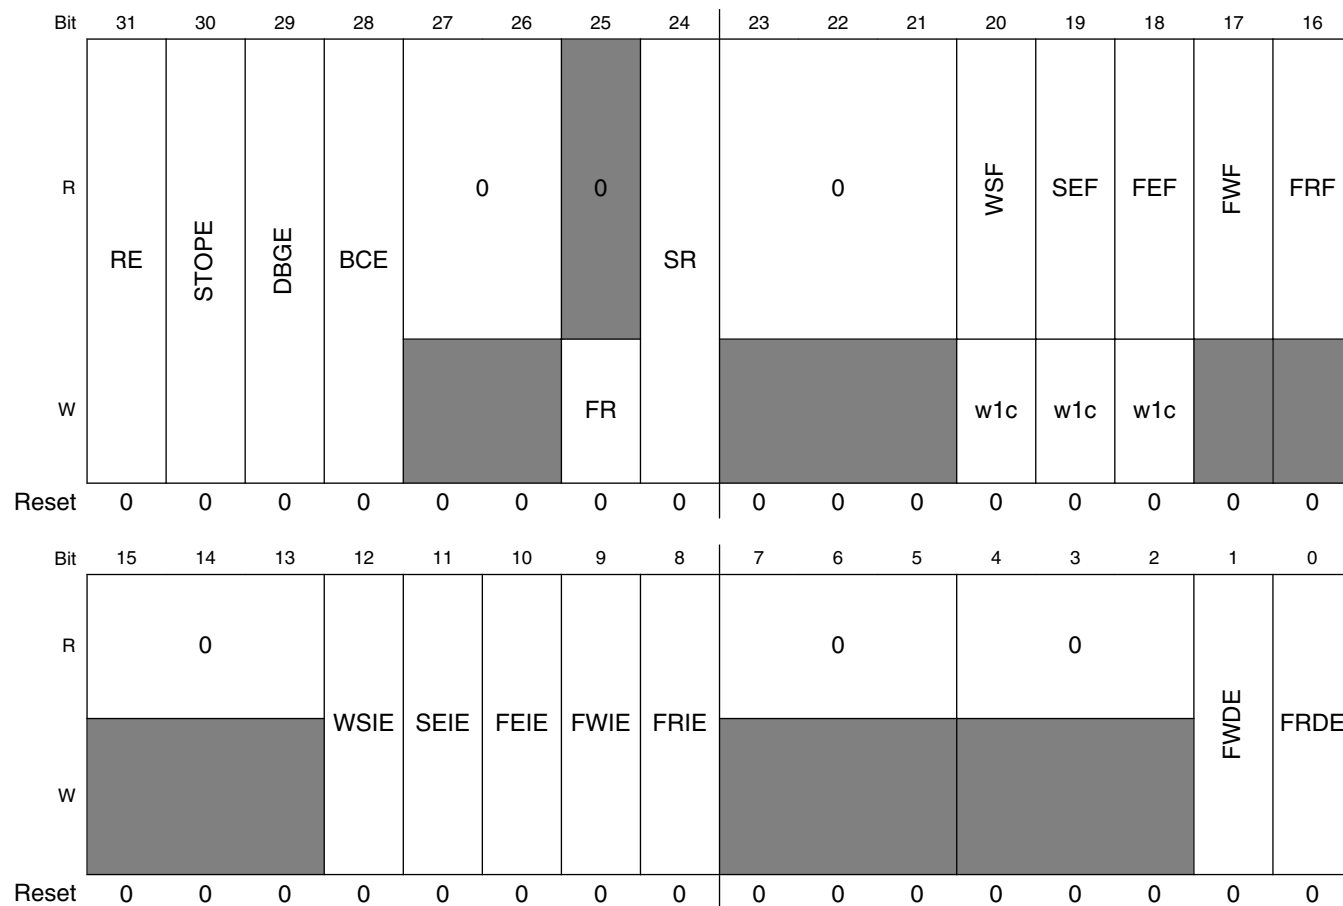 Bit 31 30 29 28 27 26 25 24 23 22 21 20 19 18 17 16
R 0 0 0 WSF SEF FEF FWF FRF
RE STOPE DBGE BCE SR
W FR w1c w1c w1c
Reset 0 0 0 0 0 0 0 0 0 0 0 0 0 0 0 0
Bit 15 14 13 12 11 10 9 8 7 6 5 4 3 2 1 0
R 0 0 0
WSIE SEIE FEIE FWIE FRIE FWDE FRDE
W
Reset 0 0 0 0 0 0 0 0 0 0 0 0 0 0 0 0